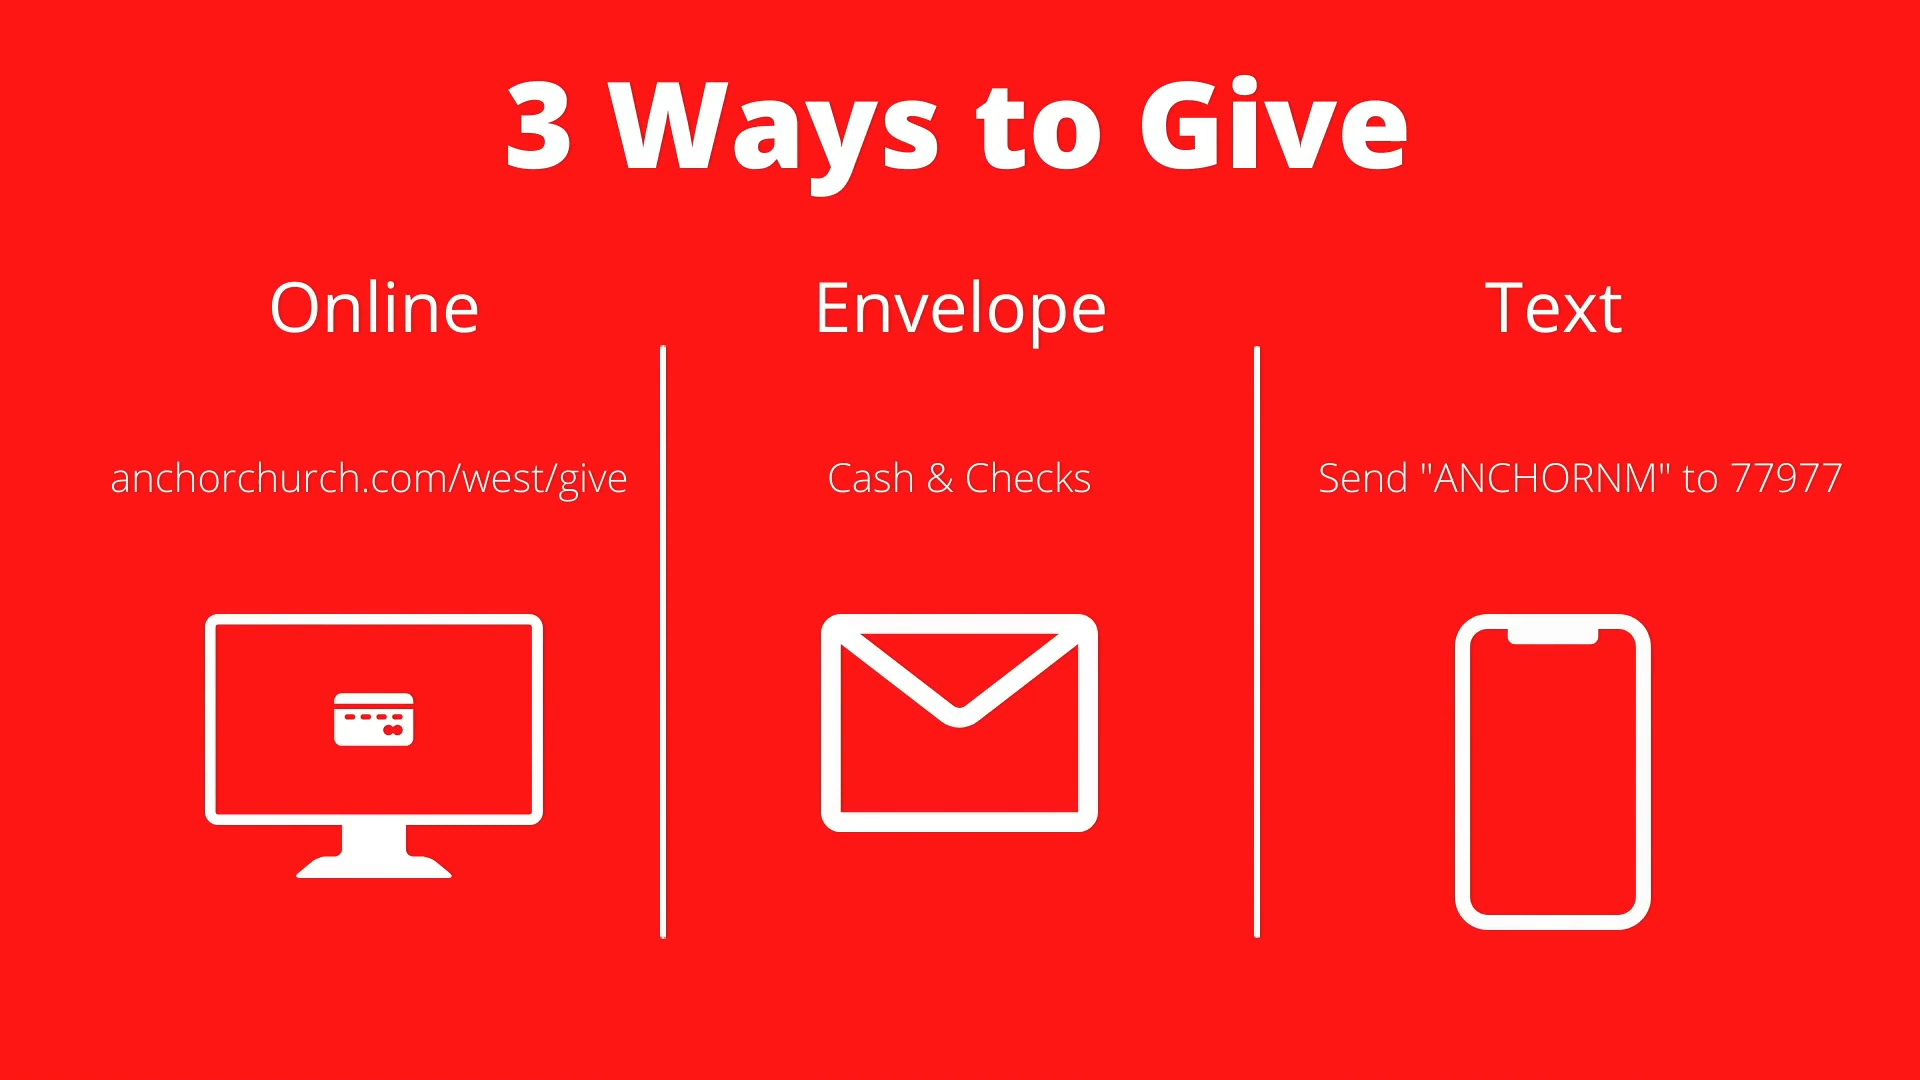 3 Ways to Give
Online
anchorchurch.com/west/give
Envelope
Cash & Checks
Text
Send "ANCHORNM" to 77977